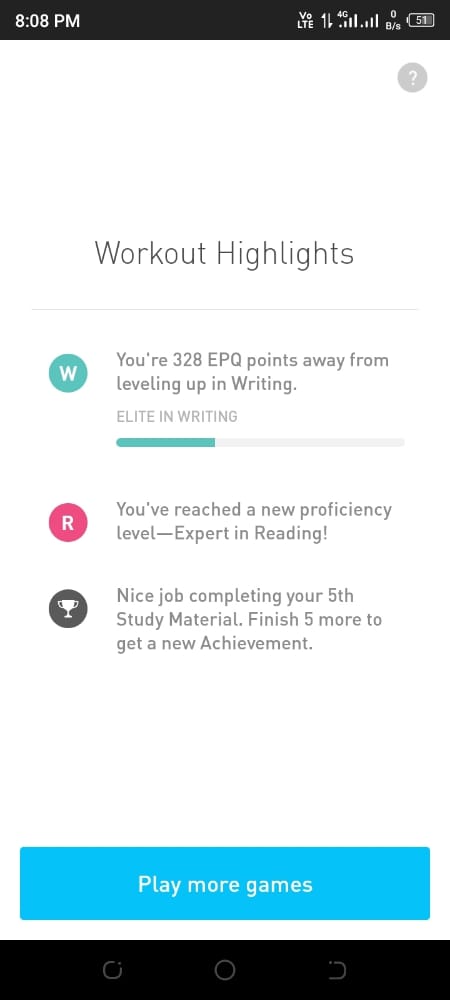 8:08 PM
Vo LTE 4G 0 B/s 51
?
Workout Highlights
W
You're 328 EPQ points away from
leveling up in Writing.
ELITE IN WRITING
R
You've reached a new proficiency
level—Expert in Reading!
Nice job completing your 5th
Study Material. Finish 5 more to
get a new Achievement.
Play more games